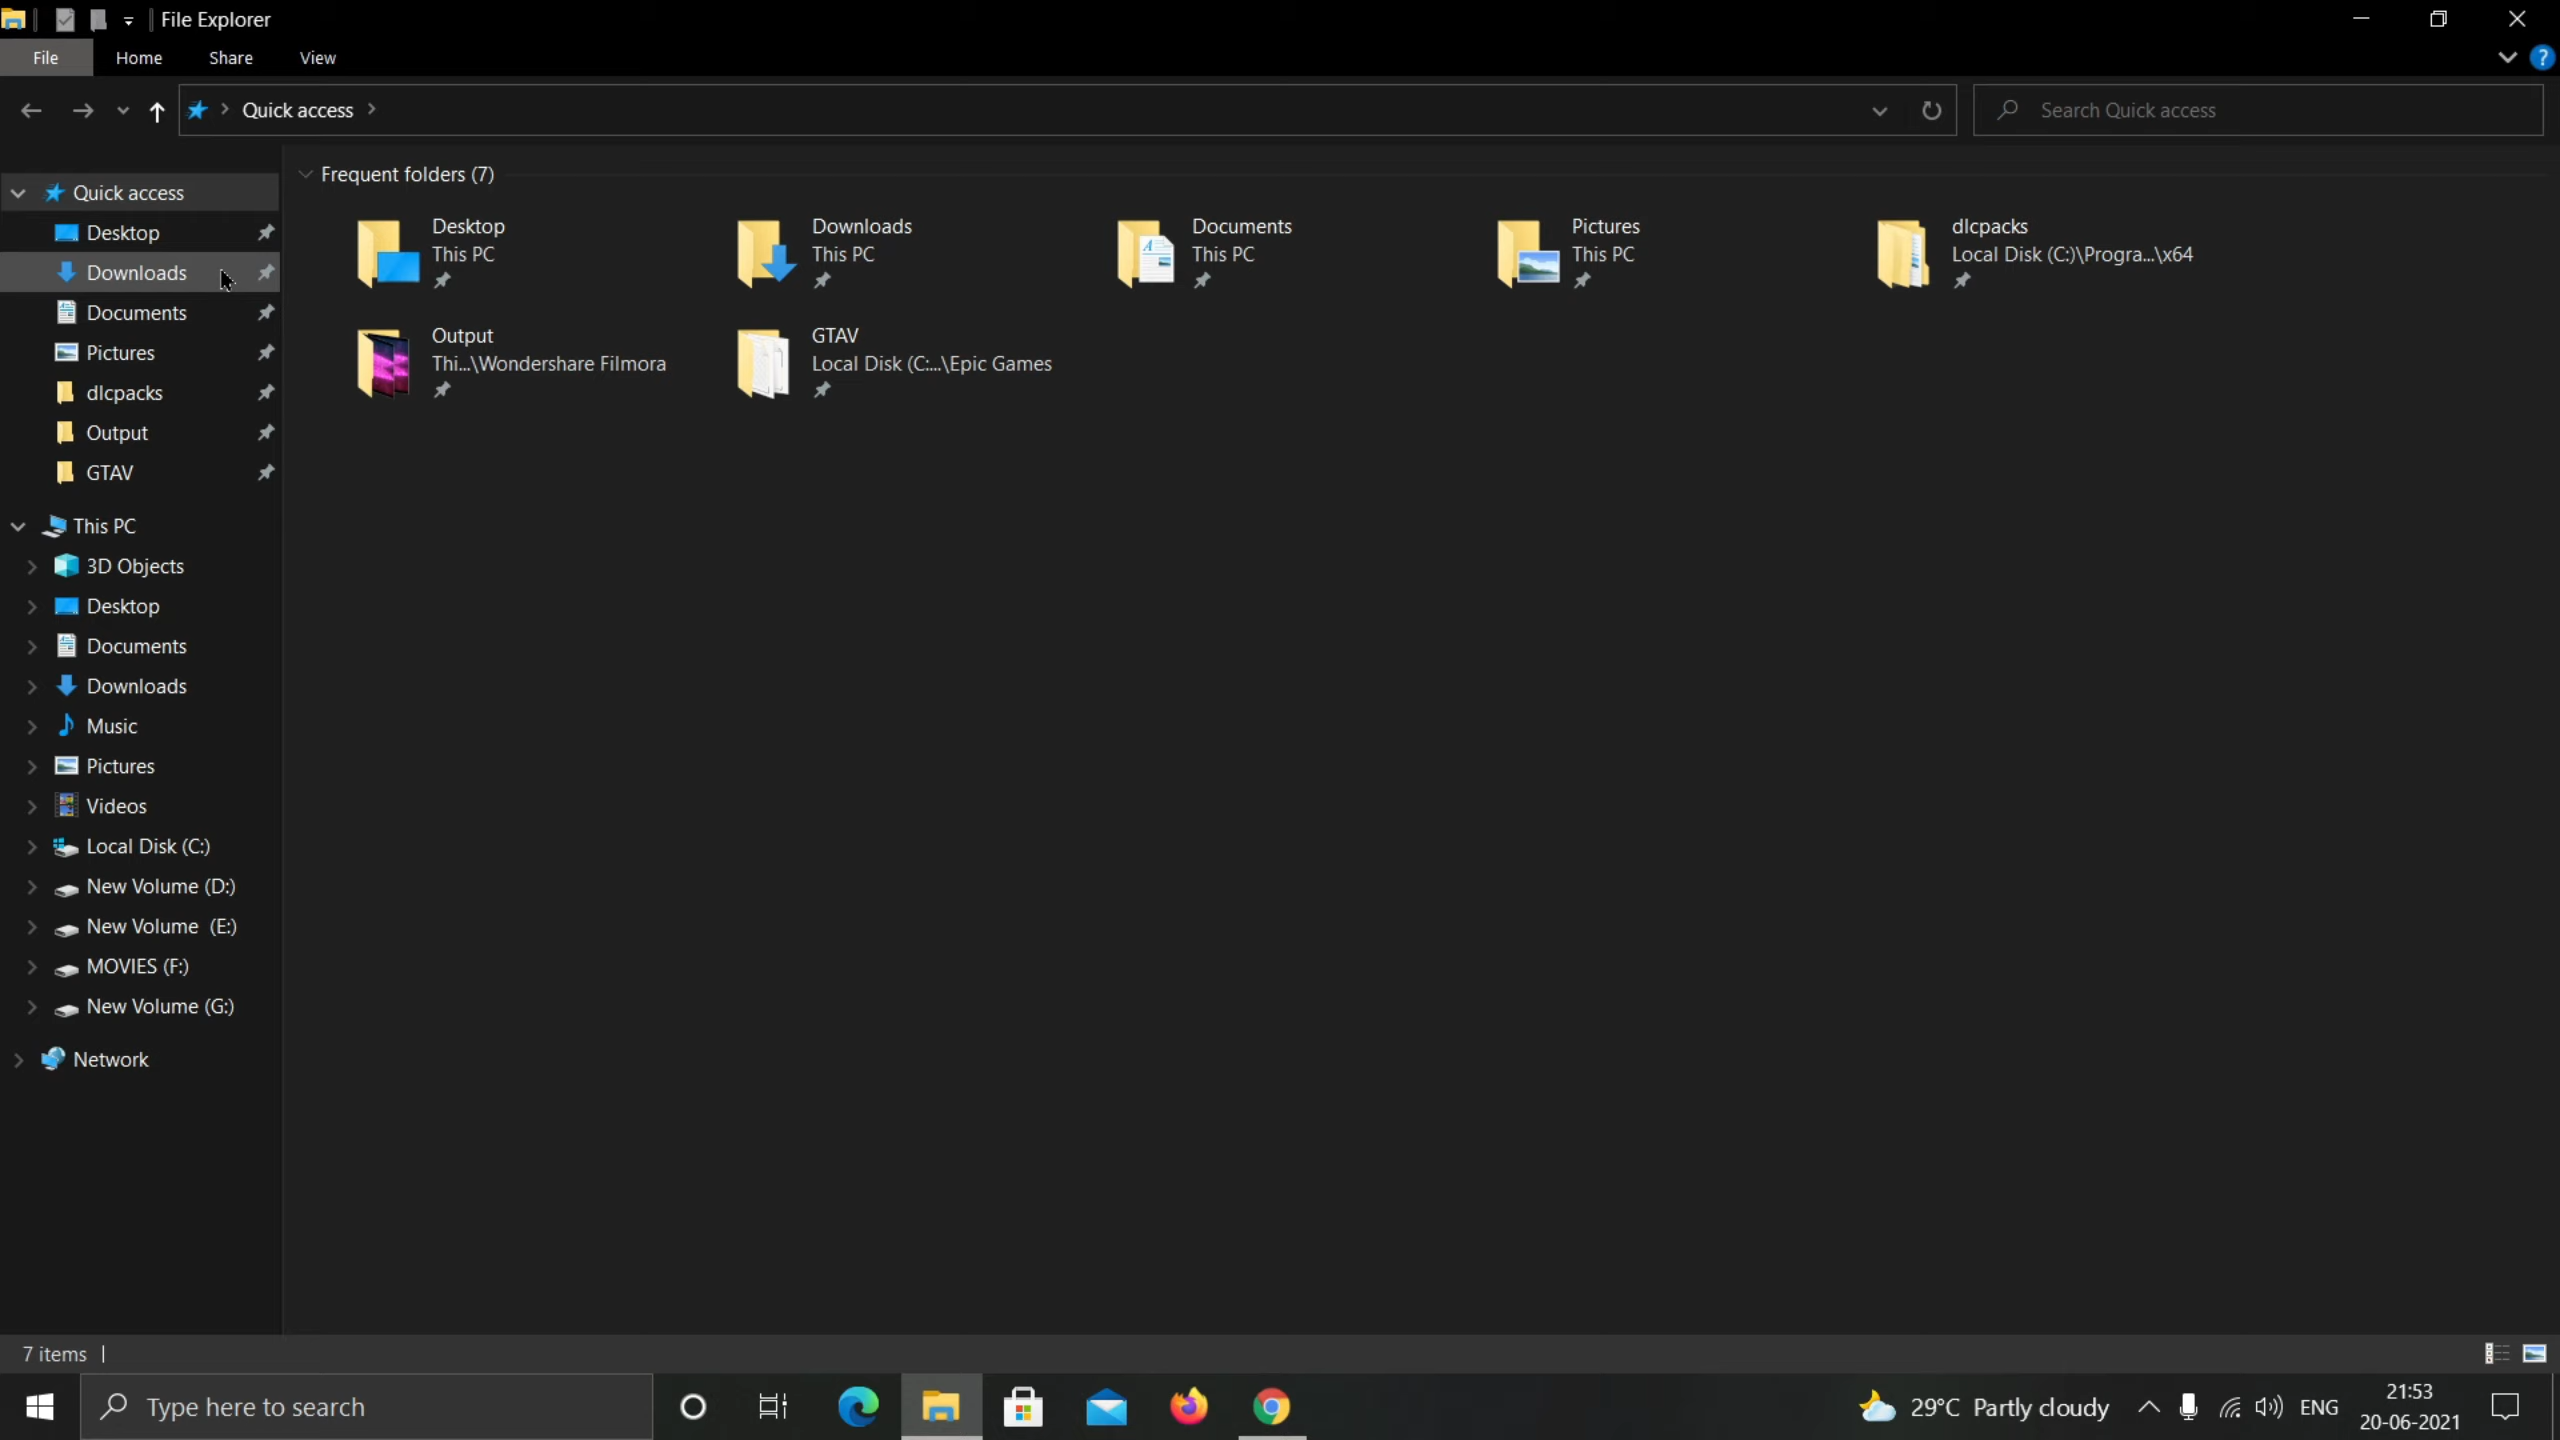 File Explorer
File Home Share View
Quick access
Search Quick access
Frequent folders (7)
Quick access
Desktop
Downloads
Documents
Pictures
dlcpacks
Output
GTAV
This PC
3D Objects
Desktop
Documents
Downloads
Music
Pictures
Videos
Local Disk (C:)
New Volume (D:)
New Volume (E:)
MOVIES (F:)
New Volume (G:)
Network
Desktop
This PC
Downloads
This PC
Documents
This PC
Pictures
This PC
dlcpacks
Local Disk (C:)\Progra...\x64
Output
Thi...\Wondershare Filmora
GTAV
Local Disk (C:...\Epic Games
7 items
Type here to search
29°C Partly cloudy
ENG
21:53
20-06-2021